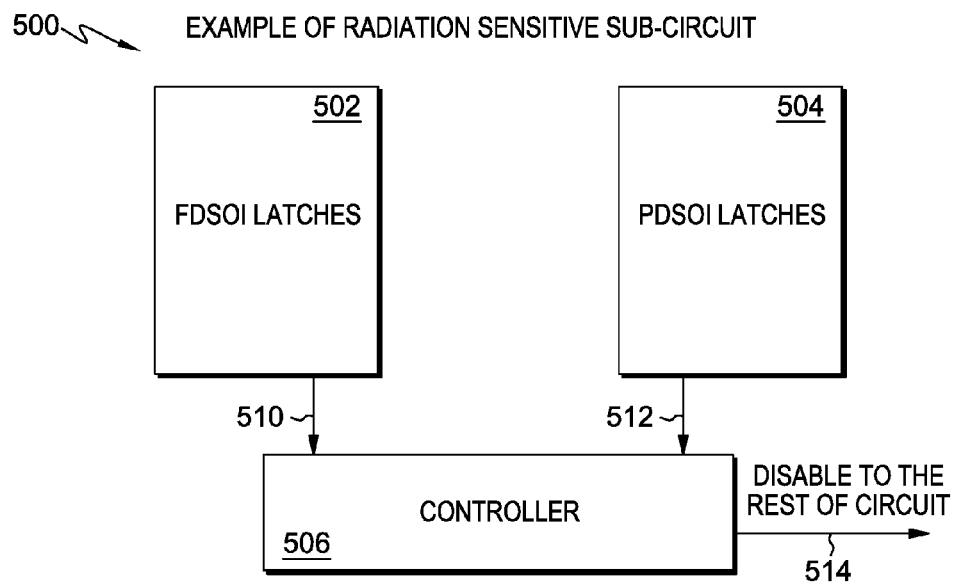 500
EXAMPLE OF RADIATION SENSITIVE SUB-CIRCUIT
502
FDSOI LATCHES
504
PDSOI LATCHES
510
512
CONTROLLER
506
DISABLE TO THE
REST OF CIRCUIT
514